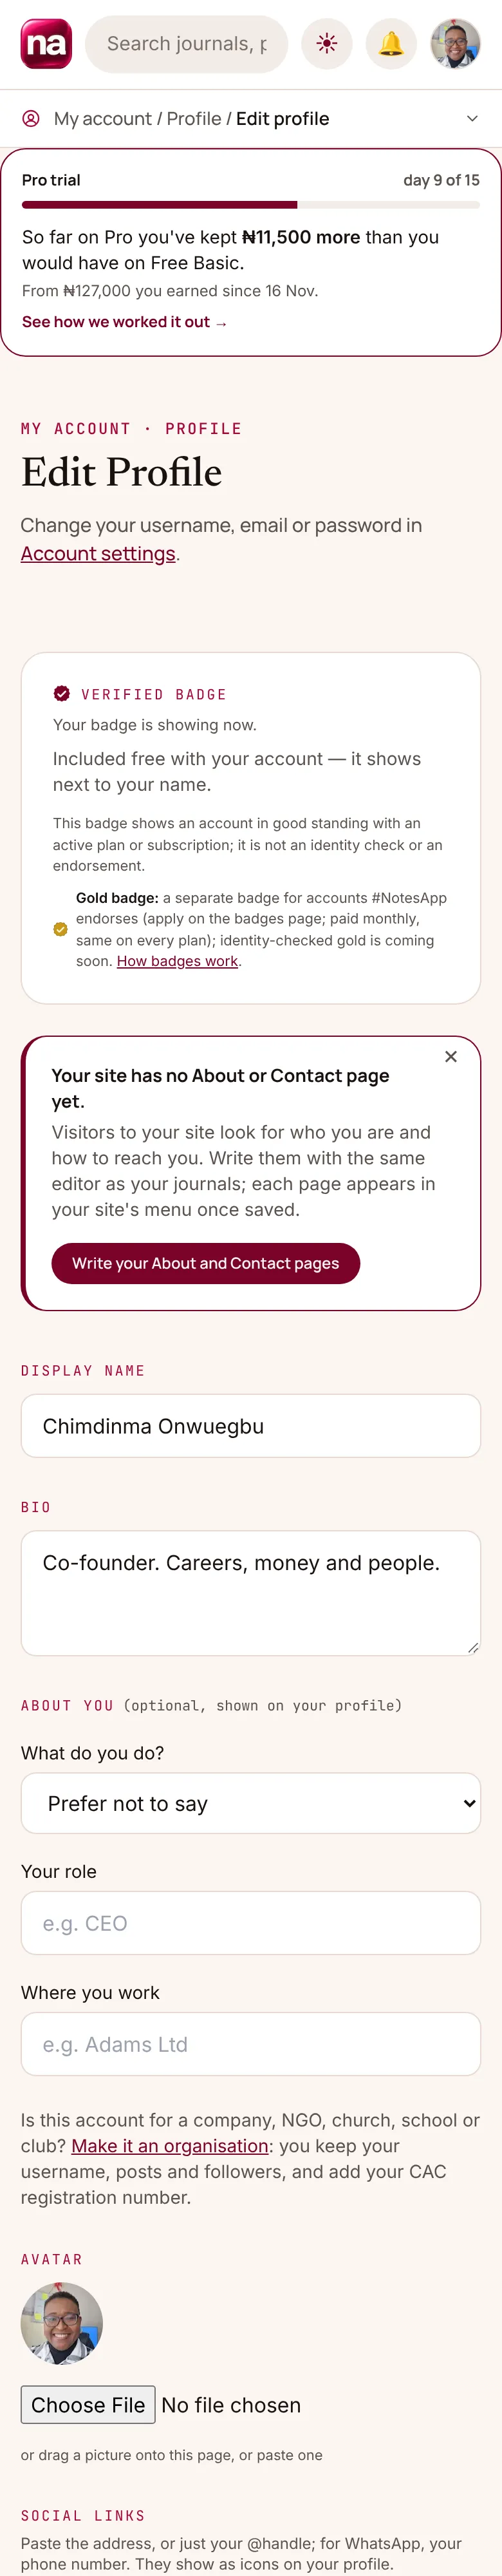 na
Search journals, p
My account / Profile / Edit profile
Pro trial
day 9 of 15
So far on Pro you've kept ₦11,500 more than you
would have on Free Basic.
From ₦127,000 you earned since 16 Nov.
See how we worked it out →
MY ACCOUNT · PROFILE
Edit Profile
Change your username, email or password in
Account settings.
VERIFIED BADGE
Your badge is showing now.
Included free with your account — it shows
next to your name.
This badge shows an account in good standing with an
active plan or subscription; it is not an identity check or an
endorsement.
Gold badge: a separate badge for accounts #NotesApp
endorses (apply on the badges page; paid monthly,
same on every plan); identity-checked gold is coming
soon. How badges work.
Your site has no About or Contact page
yet.
Visitors to your site look for who you are and
how to reach you. Write them with the same
editor as your journals; each page appears in
your site's menu once saved.
Write your About and Contact pages
DISPLAY NAME
Chimdinma Onwuegbu
BIO
Co-founder. Careers, money and people.
ABOUT YOU (optional, shown on your profile)
What do you do?
Prefer not to say
Your role
e.g. CEO
Where you work
e.g. Adams Ltd
Is this account for a company, NGO, church, school or
club? Make it an organisation: you keep your
username, posts and followers, and add your CAC
registration number.
AVATAR
Choose File No file chosen
or drag a picture onto this page, or paste one
SOCIAL LINKS
Paste the address, or just your @handle; for WhatsApp, your
phone number. They show as icons on your profile.